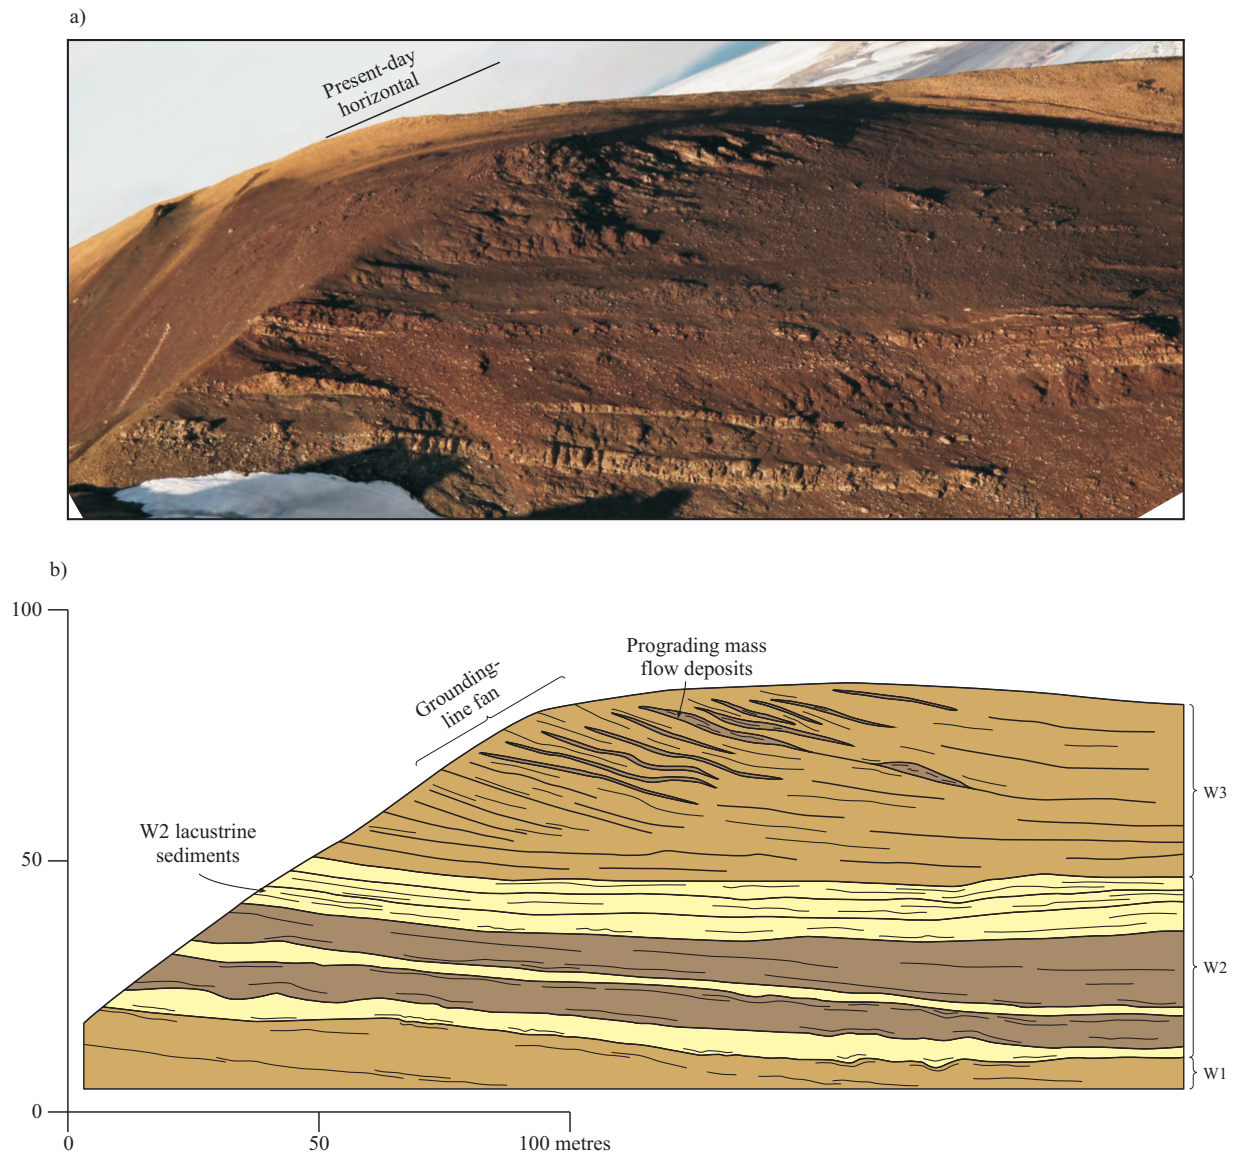 a)
Present-day
horizontal
b)
100
Prograding mass
flow deposits
Grounding-
line fan
W3
W2 lacustrine
sediments
50
W2
W1
0
0
50
100 metres